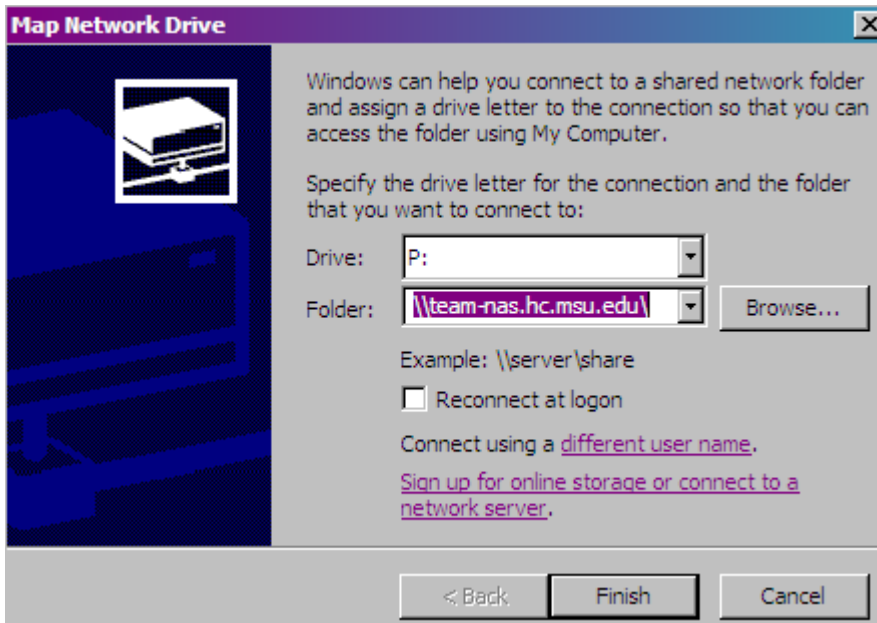 Map Network Drive
Windows can help you connect to a shared network folder
and assign a drive letter to the connection so that you can
access the folder using My Computer.
Specify the drive letter for the connection and the folder
that you want to connect to:
Drive: P:
Folder: \\team-nas.hc.msu.edu\ Browse...
Example: \\server\share
Reconnect at logon
Connect using a different user name.
Sign up for online storage or connect to a
network server.
< Back Finish Cancel